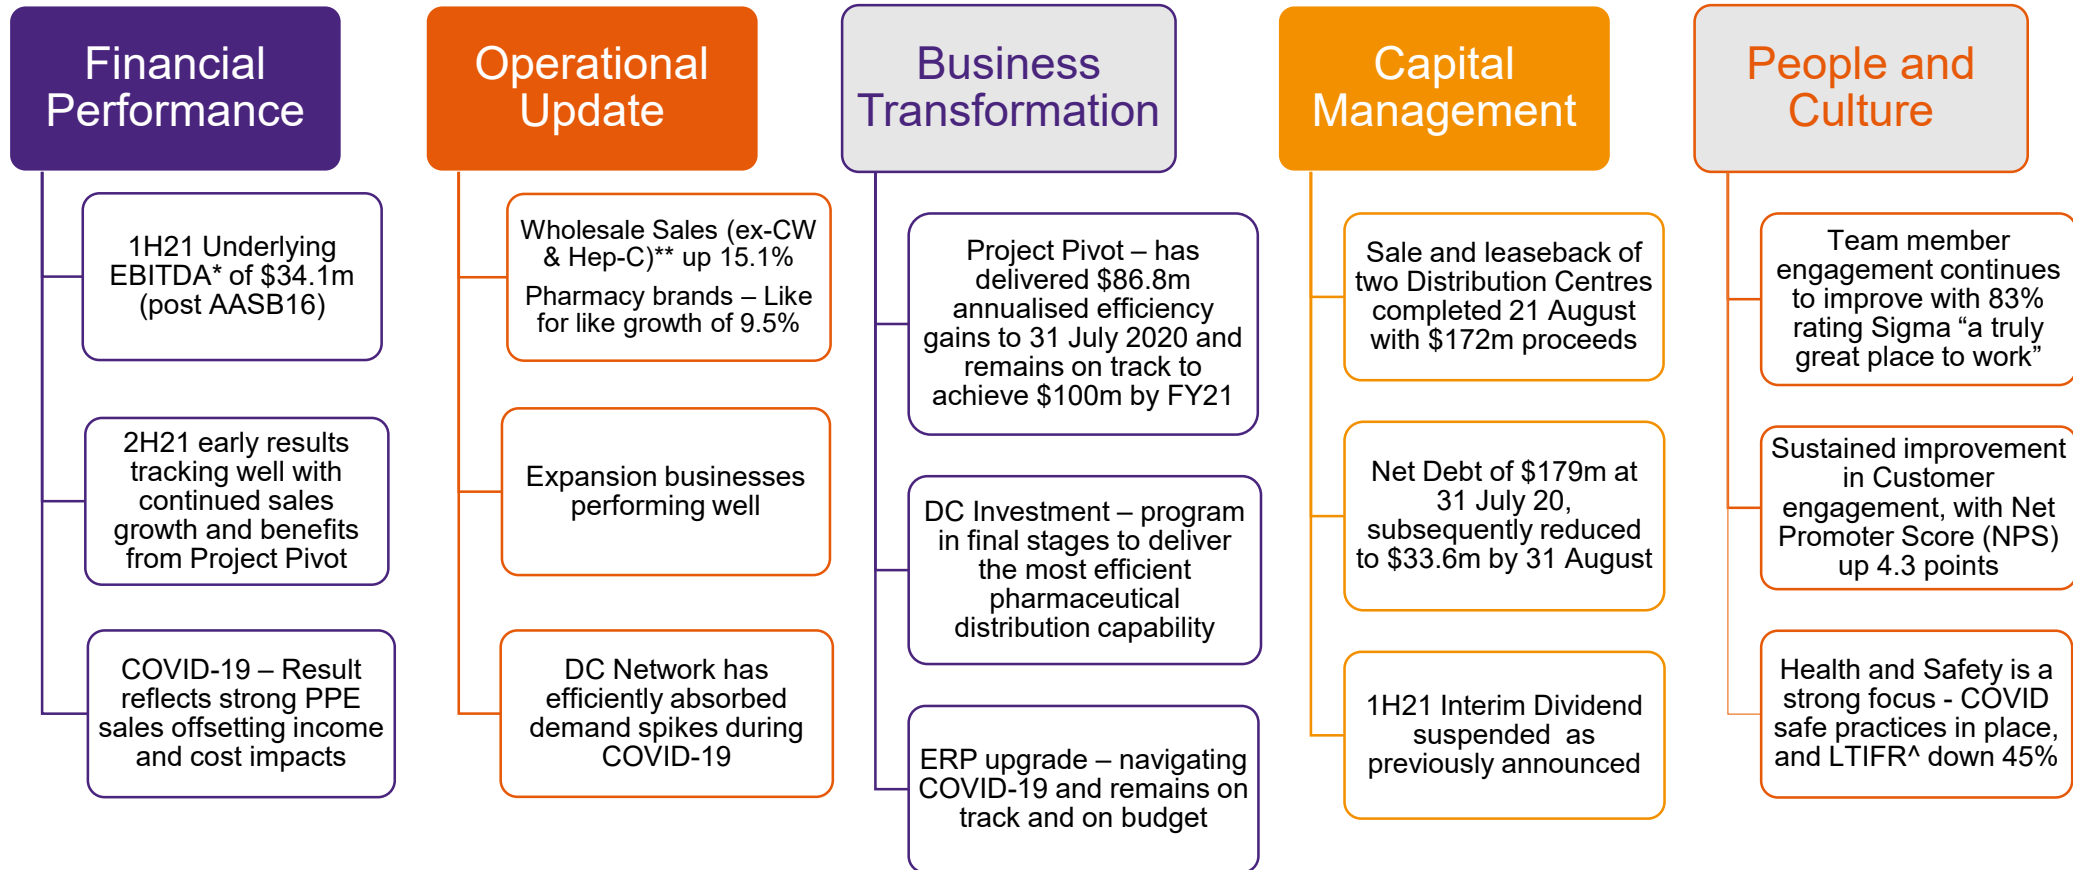 Financial
Performance
1H21 Underlying
EBITDA* of $34.1m
(post AASB16)
2H21 early results
tracking well with
continued sales
growth and benefits
from Project Pivot
COVID-19 – Result
reflects strong PPE
sales offsetting income
and cost impacts
Operational
Update
Wholesale Sales (ex-CW
& Hep-C)** up 15.1%
Pharmacy brands – Like
for like growth of 9.5%
Expansion businesses
performing well
DC Network has
efficiently absorbed
demand spikes during
COVID-19
Business
Transformation
Project Pivot – has
delivered $86.8m
annualised efficiency
gains to 31 July 2020 and
remains on track to
achieve $100m by FY21
DC Investment – program
in final stages to deliver
the most efficient
pharmaceutical
distribution capability
ERP upgrade – navigating
COVID-19 and remains on
track and on budget
Capital
Management
Sale and leaseback of
two Distribution Centres
completed 21 August
with $172m proceeds
Net Debt of $179m at
31 July 20,
subsequently reduced
to $33.6m by 31 August
1H21 Interim Dividend
suspended as
previously announced
People and
Culture
Team member
engagement continues
to improve with 83%
rating Sigma “a truly
great place to work”
Sustained improvement
in Customer
engagement, with Net
Promoter Score (NPS)
up 4.3 points
Health and Safety is a
strong focus - COVID
safe practices in place,
and LTIFR^ down 45%